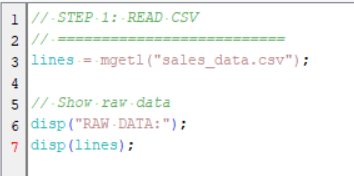 1 // STEP 1: READ CSV
2 // ==========================
3 lines = mgetl("sales_data.csv");
4
5 // Show raw data
6 disp("RAW DATA:");
7 disp(lines);